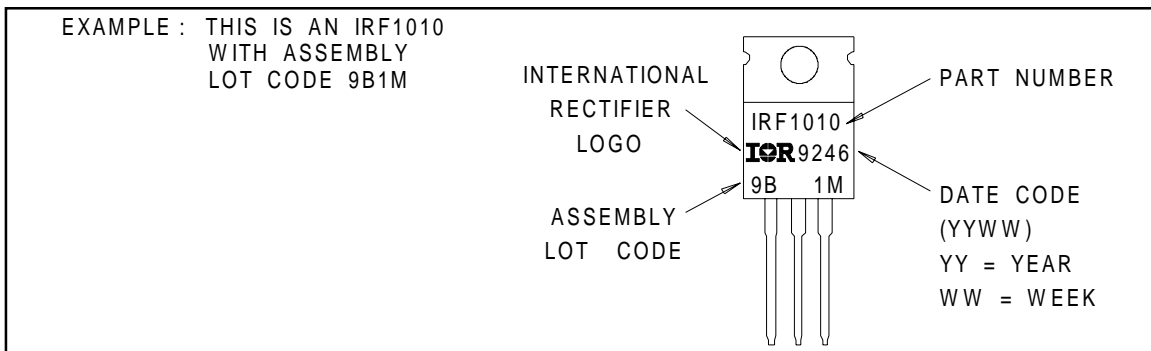 EXAMPLE : THIS IS AN IRF1010
WITH ASSEMBLY
LOT CODE 9B1M
INTERNATIONAL
RECTIFIER
LOGO
ASSEMBLY
LOT CODE
IRF1010
IOR 9246
9B 1M
PART NUMBER
DATE CODE
(YYWW)
YY = YEAR
WW = WEEK